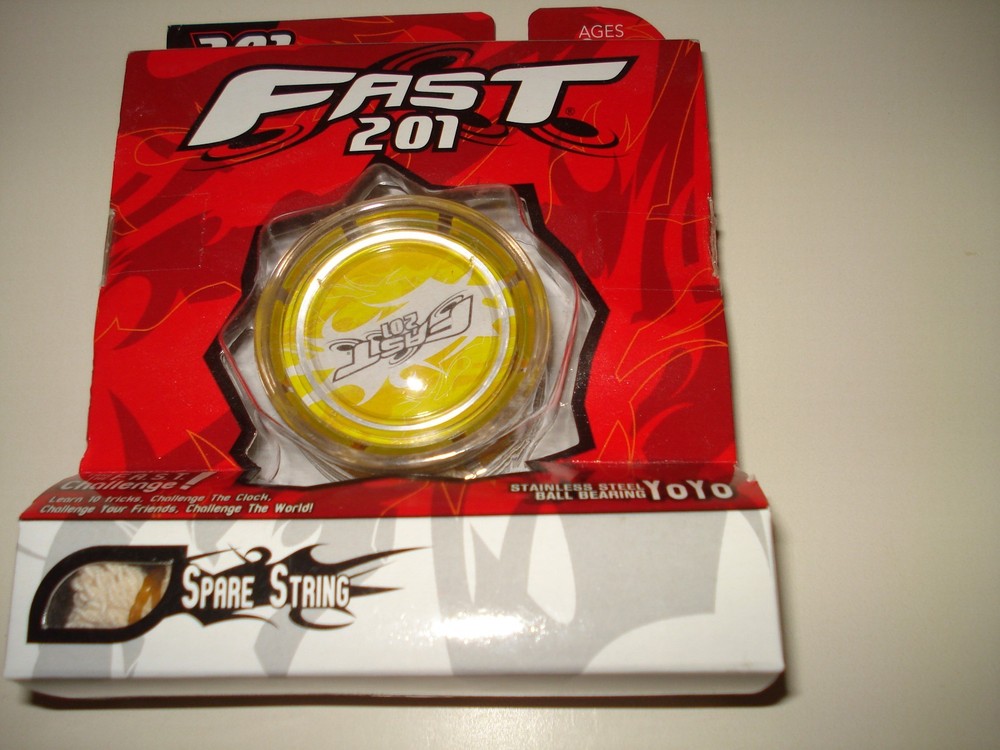 AGES
FAST®
201
FAST
201
F.A.S.T.
Challenge!
Learn 10 tricks, Challenge The Clock,
Challenge Your Friends, Challenge The World!
STAINLESS STEEL
BALL BEARING YoYo
SPARE STRING